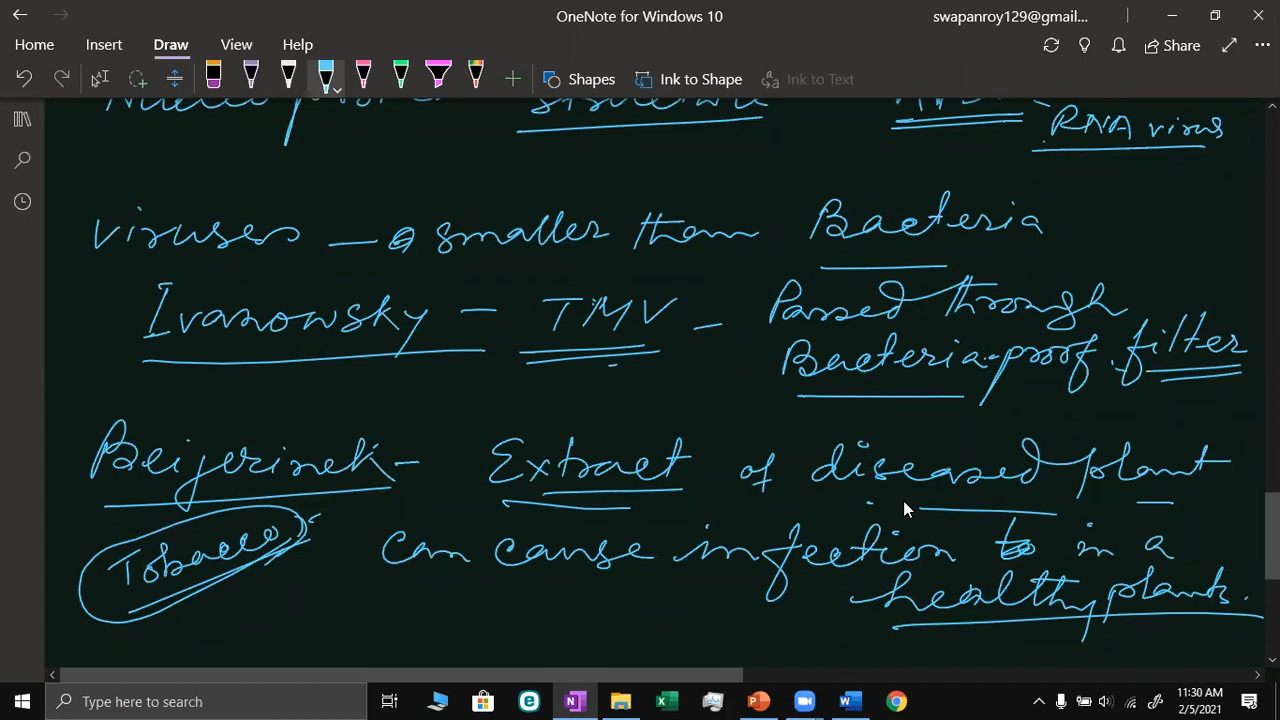 OneNote for Windows 10
swapanroy129@gmail...
Home Insert Draw View Help
Share
Shapes Ink to Shape Ink to Text
RNA virus
viruses — smaller than Bacteria
Ivanowsky — TMV — Passed through
Bacteria-proof filter
Beijerinek - Extract of diseased plant
Tobacco can cause infection in a
healthy plants.
Type here to search
11:30 AM
2/5/2021